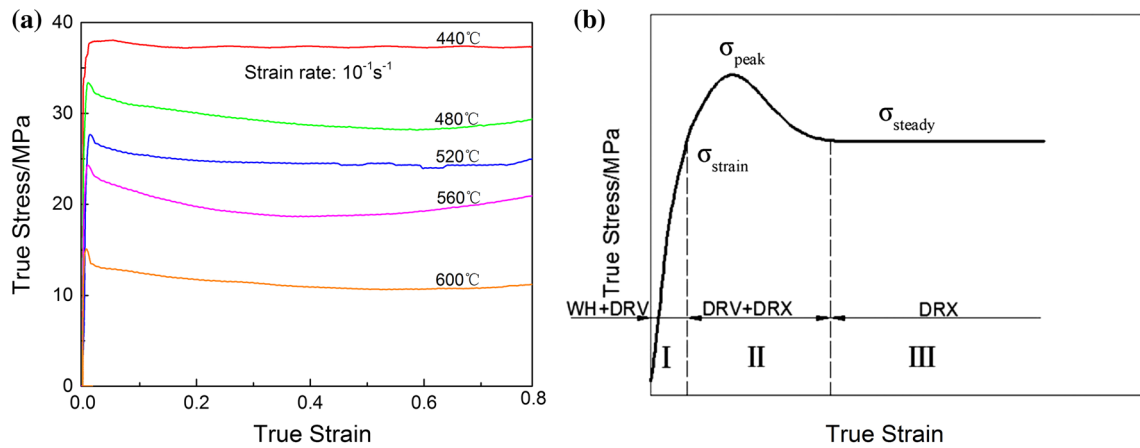 (a)
40
30
20
10
0
True Stress/MPa
440℃
Strain rate: 10⁻¹s⁻¹
480℃
520℃
560℃
600℃
0.0
0.2
0.4
0.6
0.8
True Strain
(b)
True Stress/MPa
σpeak
σsteady
σstrain
WH+DRV
DRV+DRX
DRX
I
II
III
True Strain